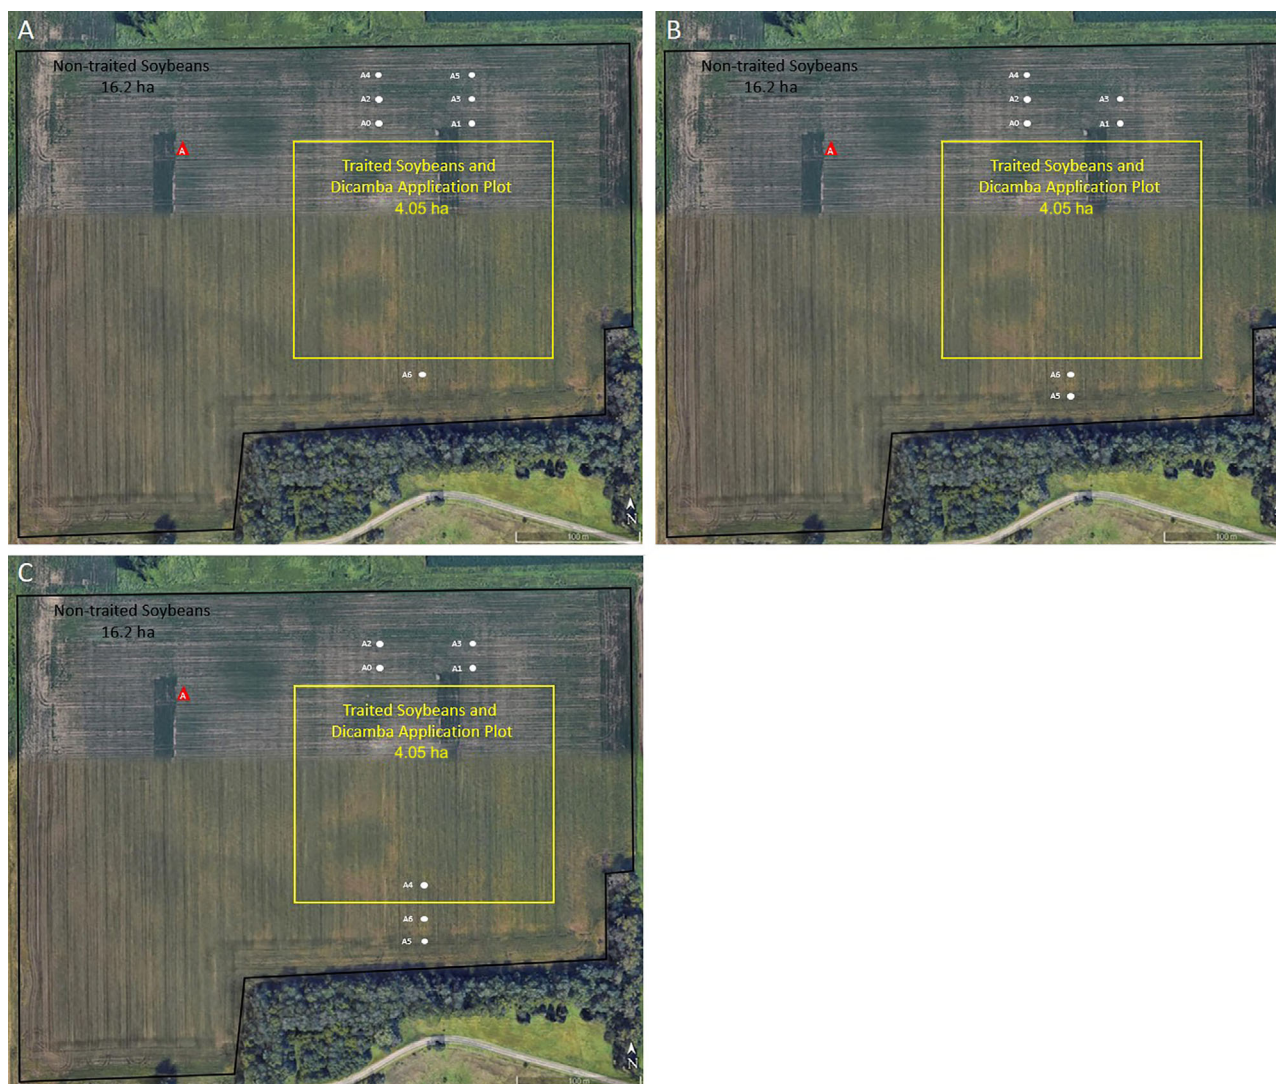 A
Non-traited Soybeans
16.2 ha
A4
A5
A2
A3
A0
A1
A
Traited Soybeans and
Dicamba Application Plot
4.05 ha
A6
N
100 m
B
Non-traited Soybeans
16.2 ha
A4
A2
A3
A0
A1
A
Traited Soybeans and
Dicamba Application Plot
4.05 ha
A6
A5
N
100 m
C
Non-traited Soybeans
16.2 ha
A2
A3
A0
A1
A
Traited Soybeans and
Dicamba Application Plot
4.05 ha
A4
A6
A5
N
100 m